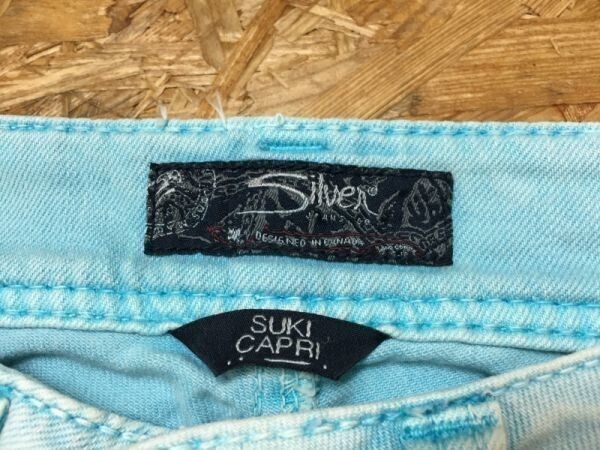 Silver
JEANS CO.
DESIGNED IN CANADA
SUKI
CAPRI